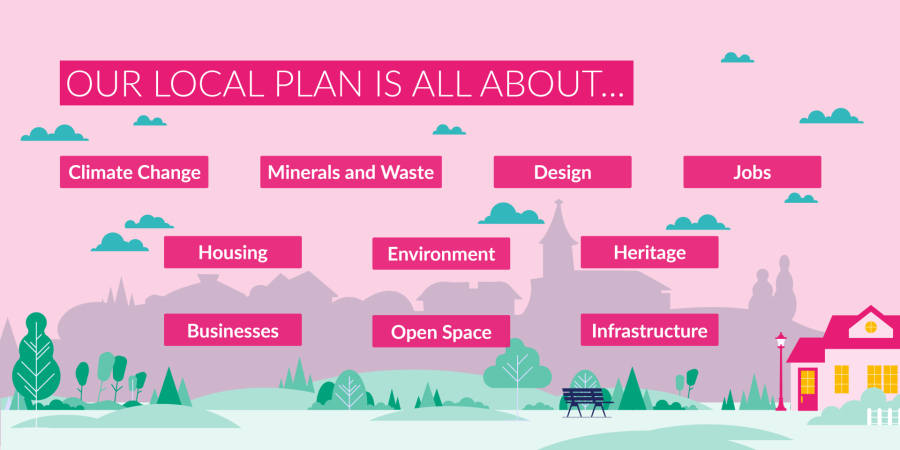 OUR LOCAL PLAN IS ALL ABOUT...
Climate Change
Minerals and Waste
Design
Jobs
Housing
Environment
Heritage
Businesses
Open Space
Infrastructure